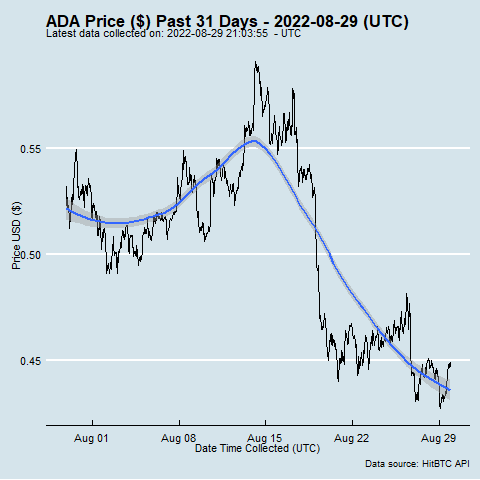 ADA Price ($) Past 31 Days - 2022-08-29 (UTC)
Latest data collected on: 2022-08-29 21:03:55  - UTC
Price USD ($)
0.55
0.50
0.45
Aug 01
Aug 08
Aug 15
Aug 22
Aug 29
Date Time Collected (UTC)
Data source: HitBTC API